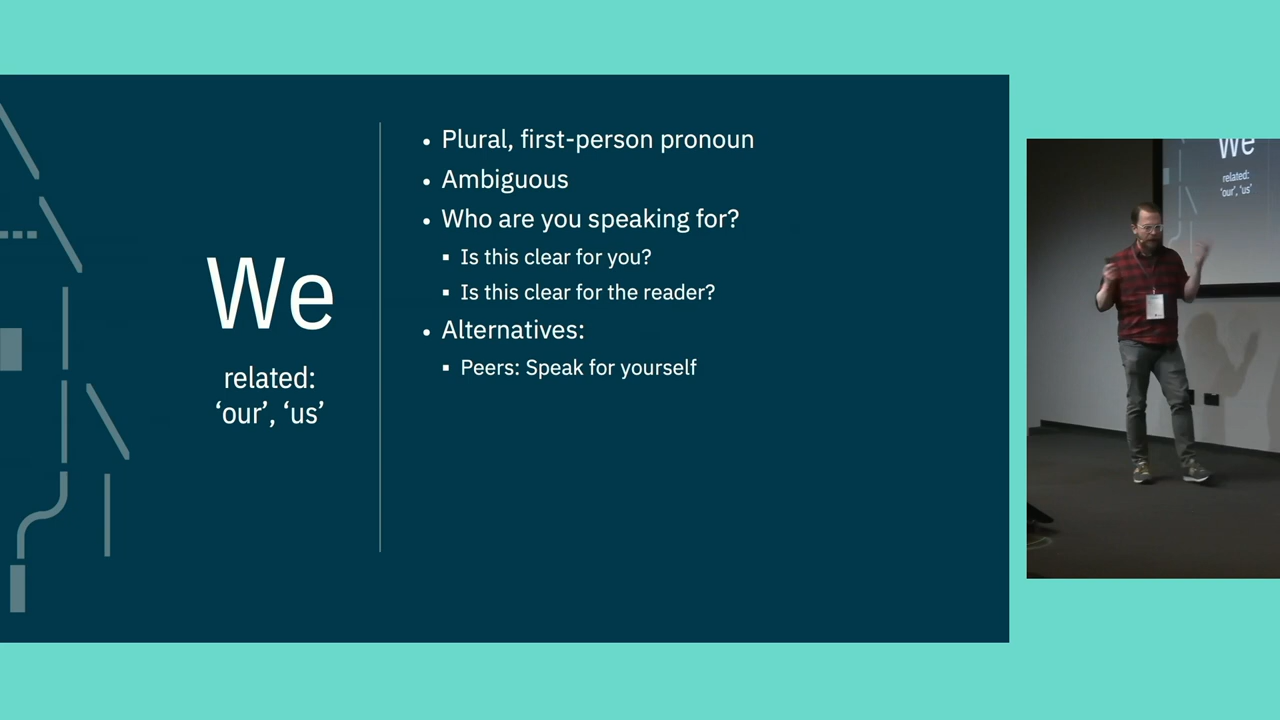 We
related:
‘our’, ‘us’
• Plural, first-person pronoun
• Ambiguous
• Who are you speaking for?
▪ Is this clear for you?
▪ Is this clear for the reader?
• Alternatives:
▪ Peers: Speak for yourself
We
related:
‘our’, ‘us’